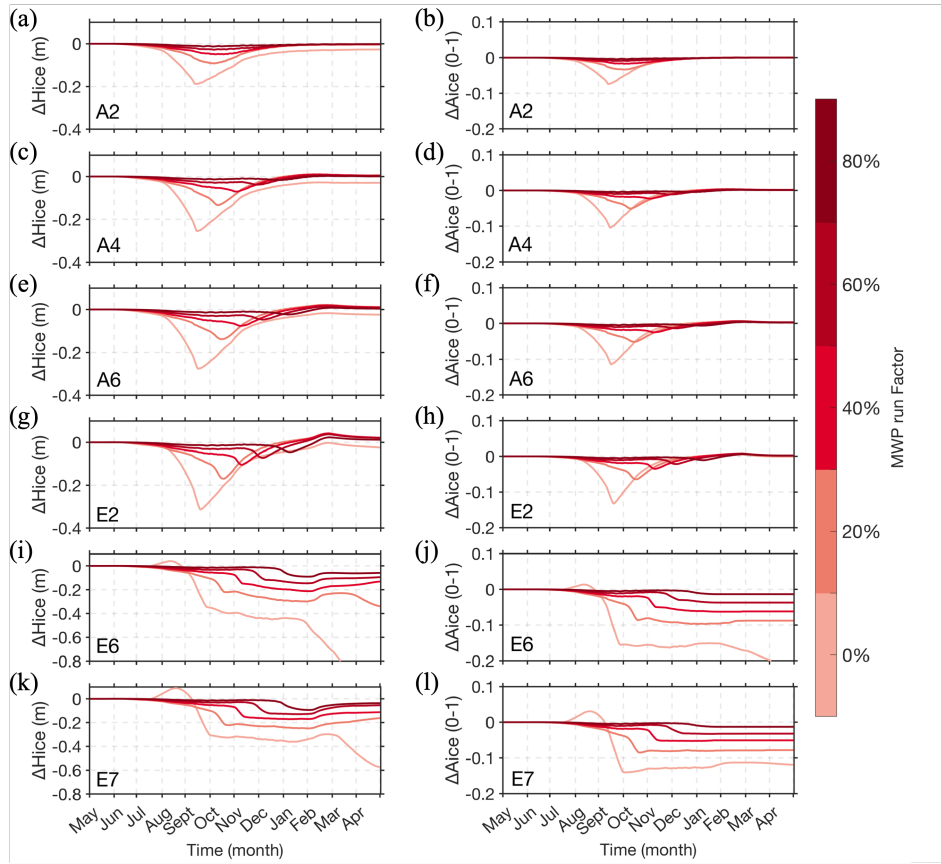 (a)
ΔHice (m)
0
-0.2
-0.4
A2
(b)
ΔAice (0-1)
0.1
0
-0.1
-0.2
A2
(c)
ΔHice (m)
0
-0.2
-0.4
A4
(d)
ΔAice (0-1)
0.1
0
-0.1
-0.2
A4
(e)
ΔHice (m)
0
-0.2
-0.4
A6
(f)
ΔAice (0-1)
0.1
0
-0.1
-0.2
A6
(g)
ΔHice (m)
0
-0.2
-0.4
E2
(h)
ΔAice (0-1)
0.1
0
-0.1
-0.2
E2
(i)
ΔHice (m)
0
-0.2
-0.4
-0.6
-0.8
E6
(j)
ΔAice (0-1)
0.1
0
-0.1
-0.2
E6
(k)
ΔHice (m)
0
-0.2
-0.4
-0.6
-0.8
E7
May Jun Jul Aug Sept Oct Nov Dec Jan Feb Mar Apr
Time (month)
(l)
ΔAice (0-1)
0.1
0
-0.1
-0.2
E7
May Jun Jul Aug Sept Oct Nov Dec Jan Feb Mar Apr
Time (month)
80%
60%
40%
20%
0%
MWP run Factor